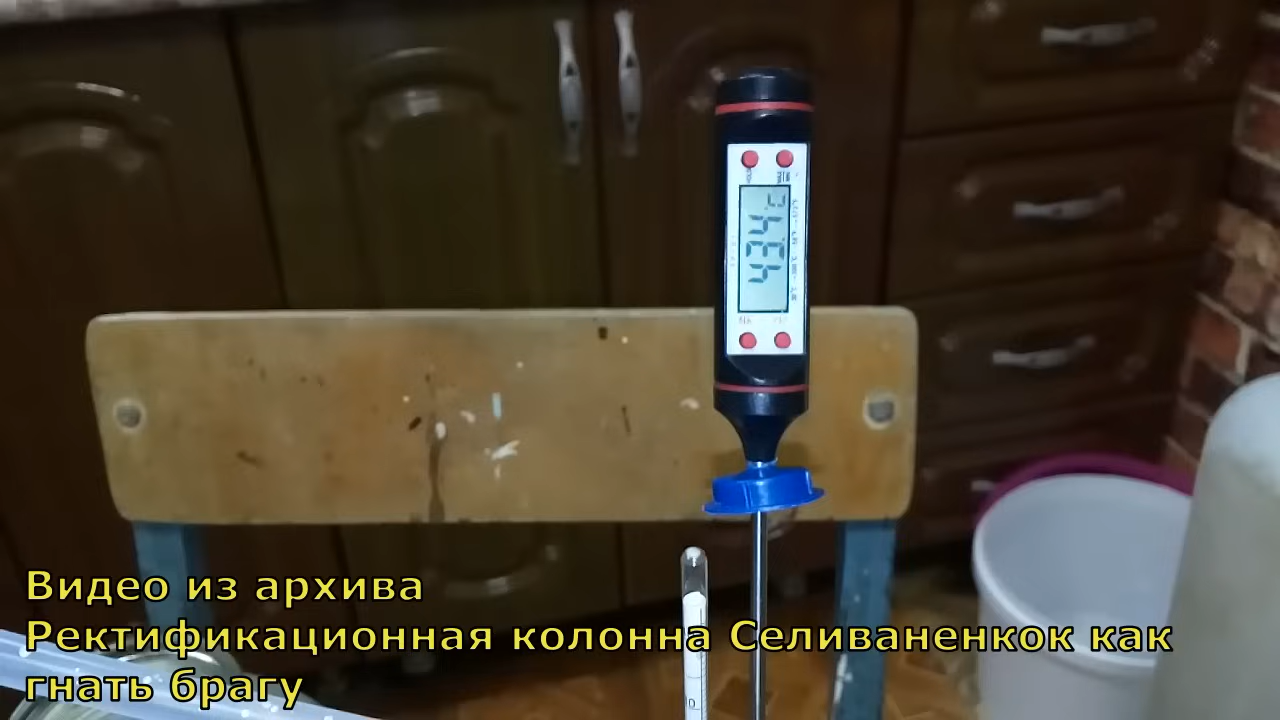 Видео из архива
Ректификационная колонна Селиваненкок как
гнать брагу